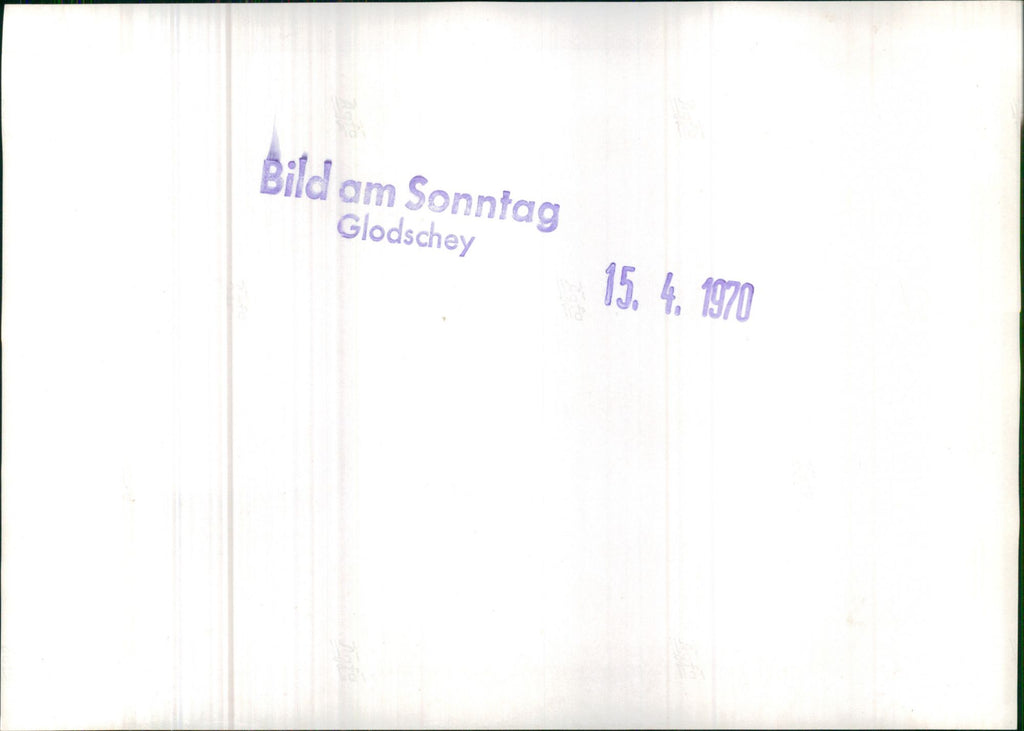 Bild am Sonntag
Glodschey
15. 4. 1970